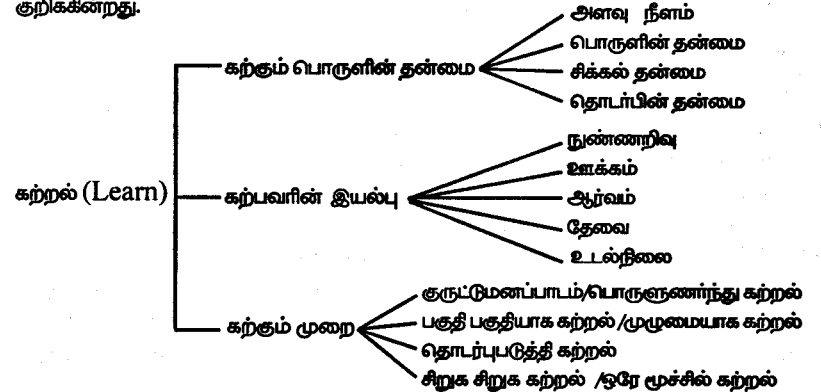 குறிக்கின்றது.
கற்றல் (Learn)
கற்கும் பொருளின் தன்மை
அளவு நீளம்
பொருளின் தன்மை
சிக்கல் தன்மை
தொடர்பின் தன்மை
கற்பவரின் இயல்பு
நுண்ணறிவு
ஊக்கம்
ஆர்வம்
தேவை
உடல்நிலை
கற்கும் முறை
குருட்டுமனப்பாடம்/பொருளுணர்ந்து கற்றல்
பகுதி பகுதியாக கற்றல் /முழுமையாக கற்றல்
தொடர்புபடுத்தி கற்றல்
சிறுக சிறுக கற்றல் /ஒரே மூச்சில் கற்றல்